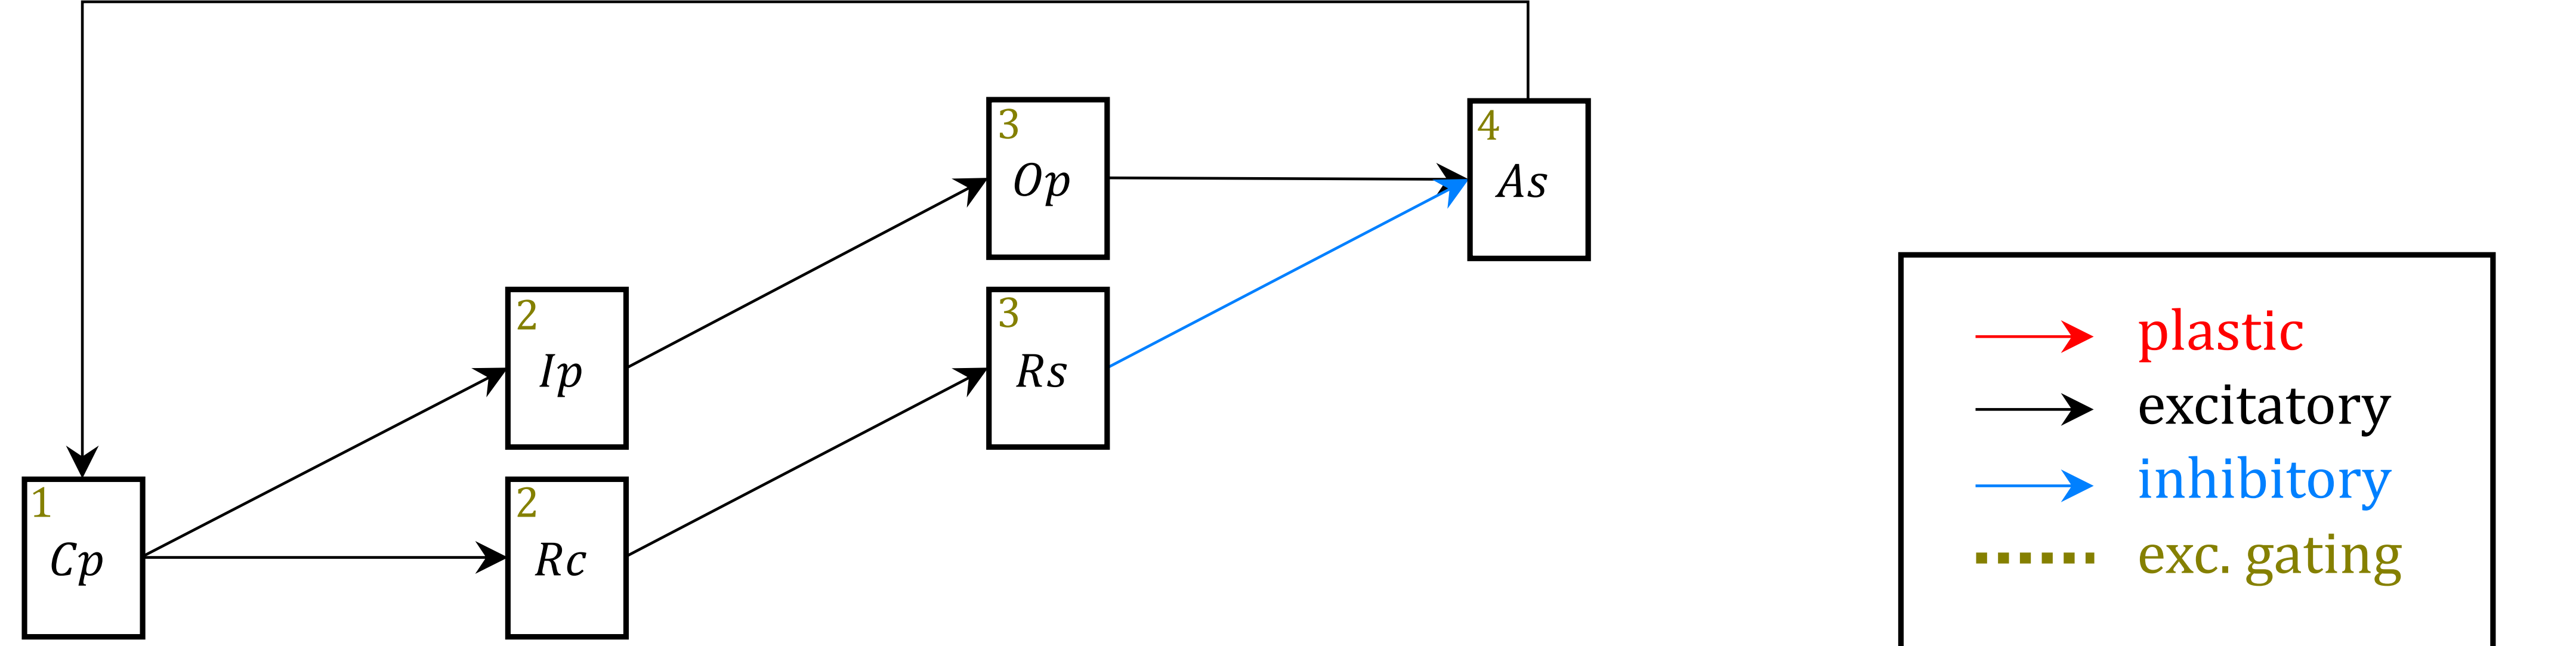 3
Op
4
As
2
Ip
3
Rs
1
Cp
2
Rc
plastic
excitatory
inhibitory
exc. gating